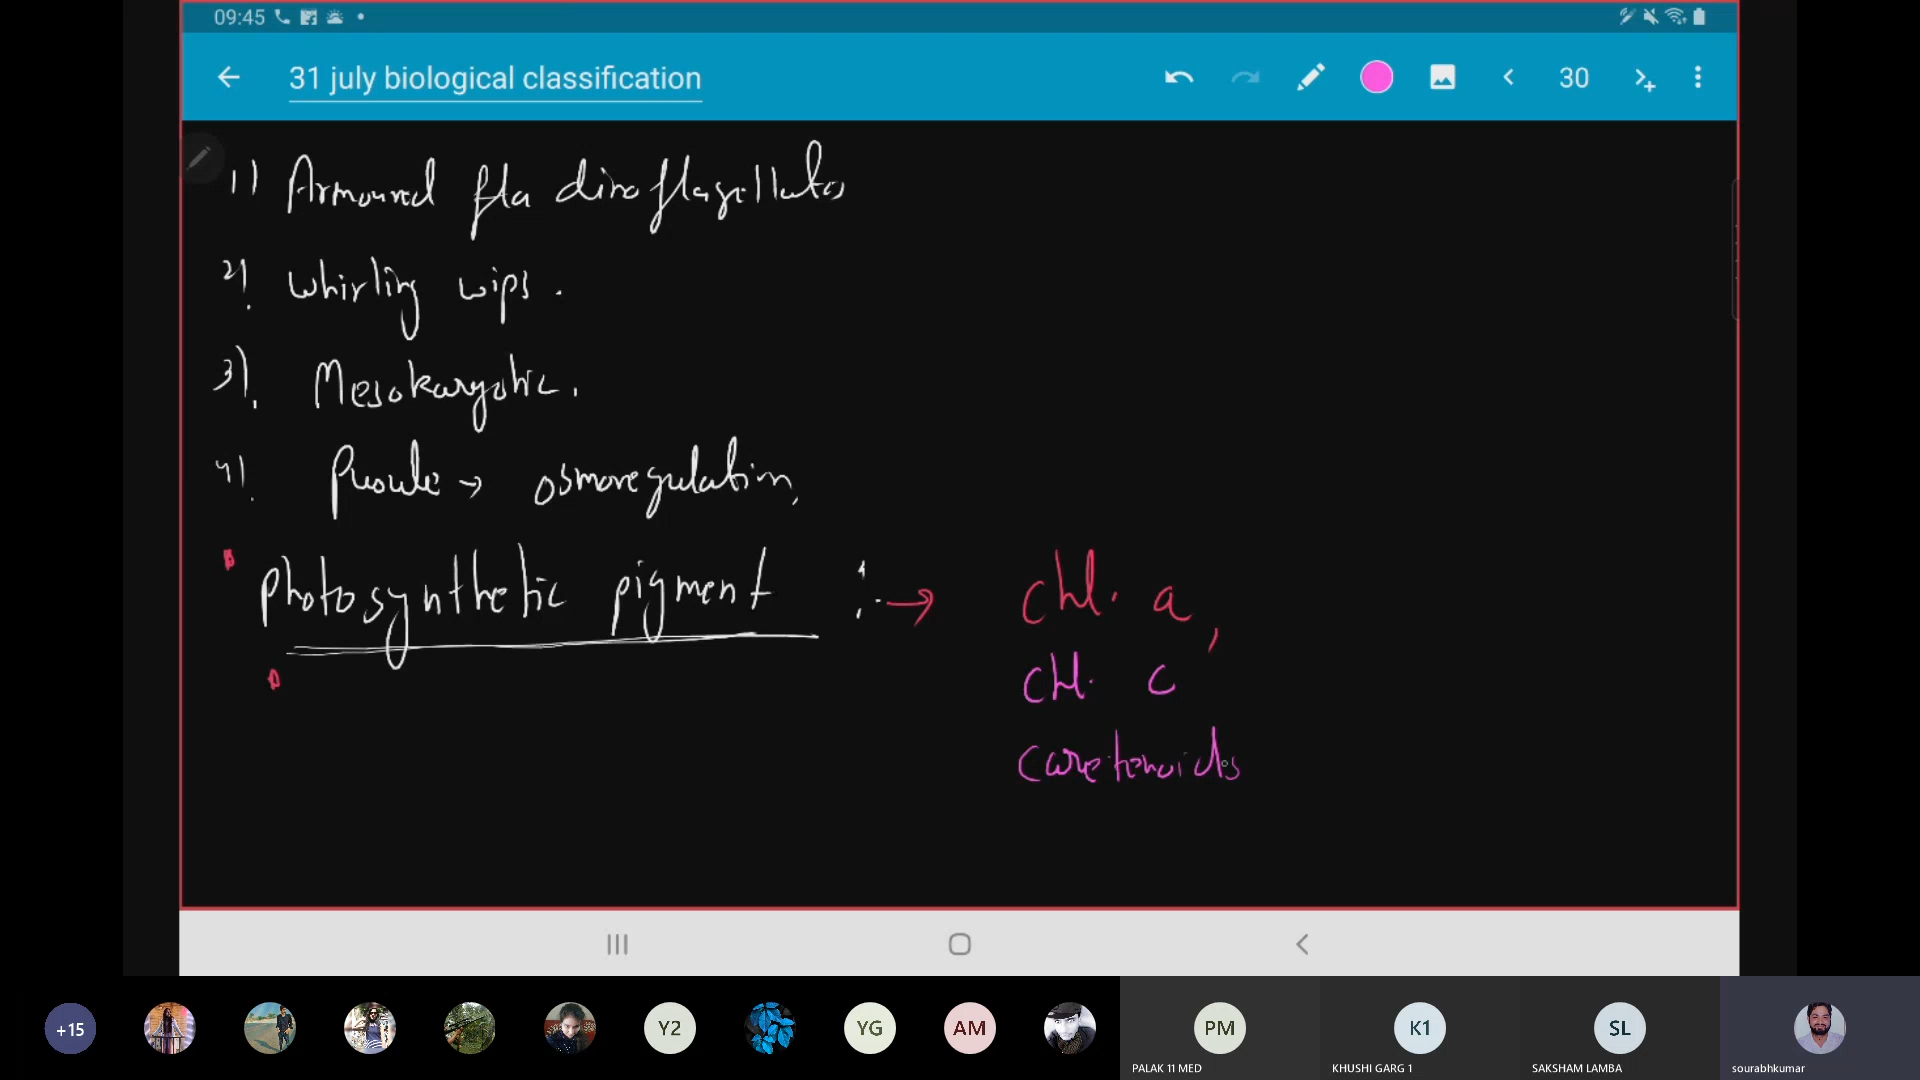 09:45
31 july biological classification
30
1) Armoured fla dinoflagellates
2) Whirling wips.
3). Mesokaryotic.
4). Pusule → osmoregulation,
Photosynthetic pigment :- → chl. a,
chl. c
caretenoids
+15
Y2
YG
AM
PM
K1
SL
PALAK 11 MED
KHUSHI GARG 1
SAKSHAM LAMBA
sourabhkumar